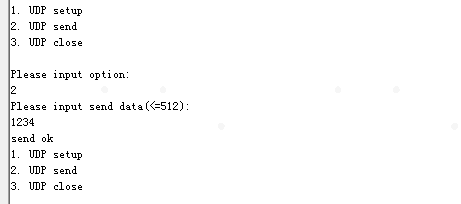 1. UDP setup
2. UDP send
3. UDP close
Please input option:
2
Please input send data(<=512):
1234
send ok
1. UDP setup
2. UDP send
3. UDP close